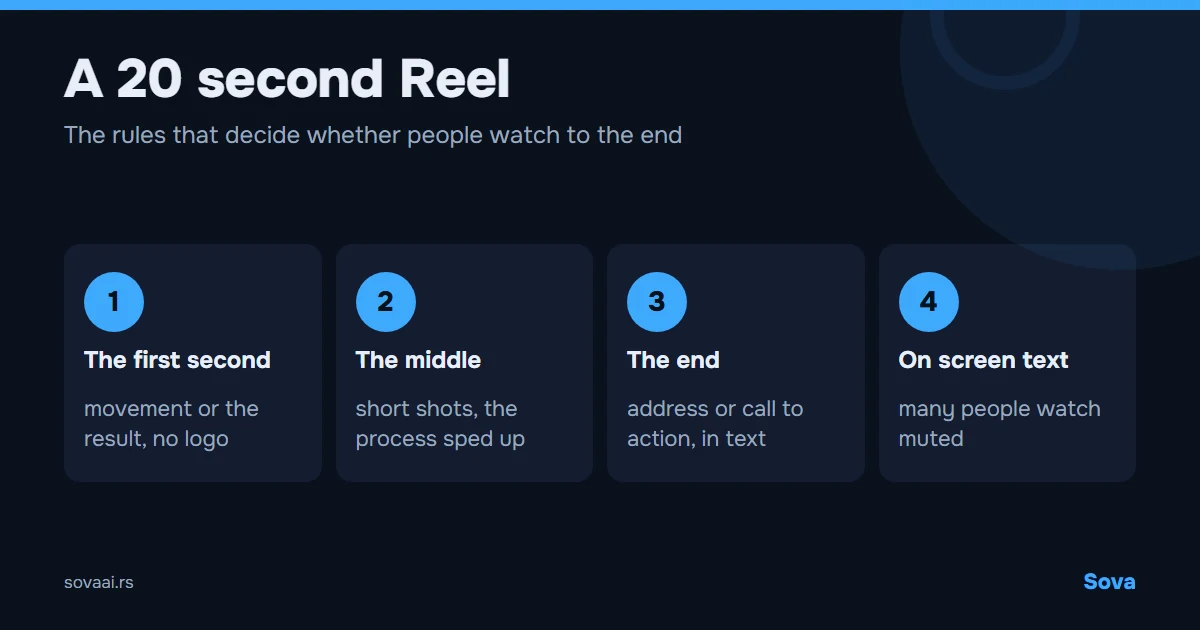 A 20 second Reel
The rules that decide whether people watch to the end
1
The first second
movement or the
result, no logo
2
The middle
short shots, the
process sped up
3
The end
address or call to
action, in text
4
On screen text
many people watch
muted
sovaai.rs
Sova